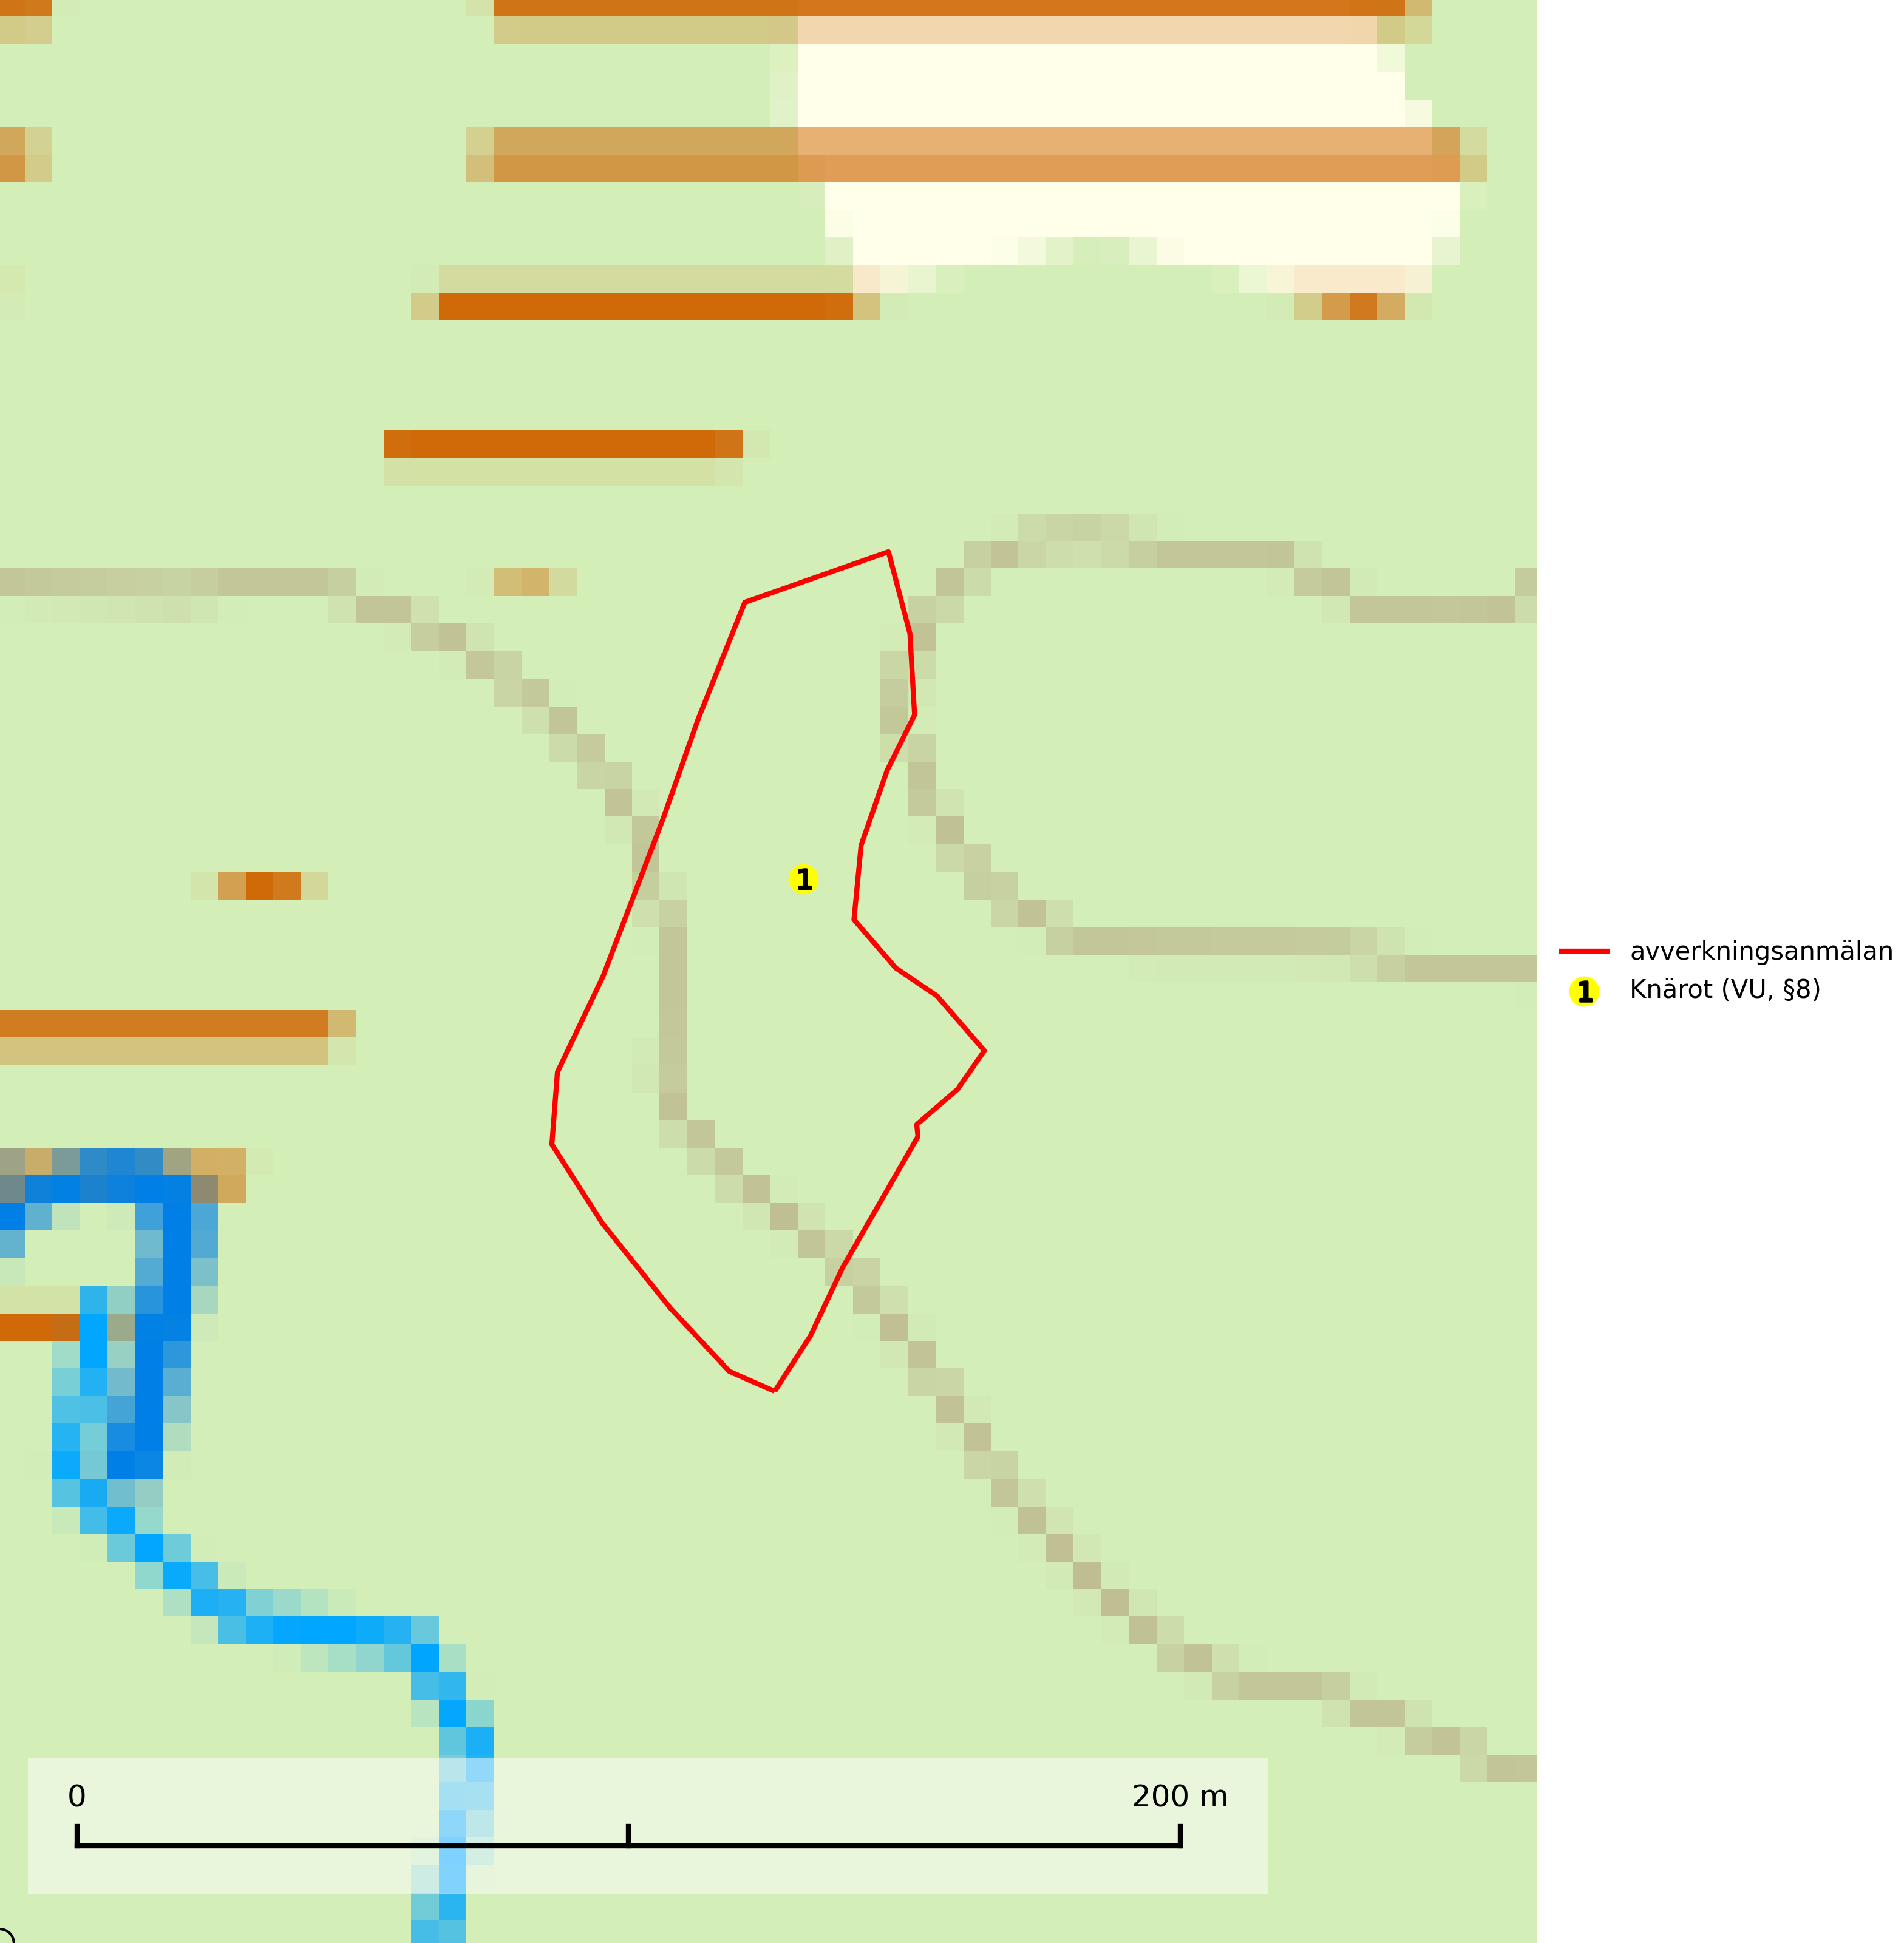 1
avverkningsanmälan
1 Knärot (VU, §8)
0 200 m